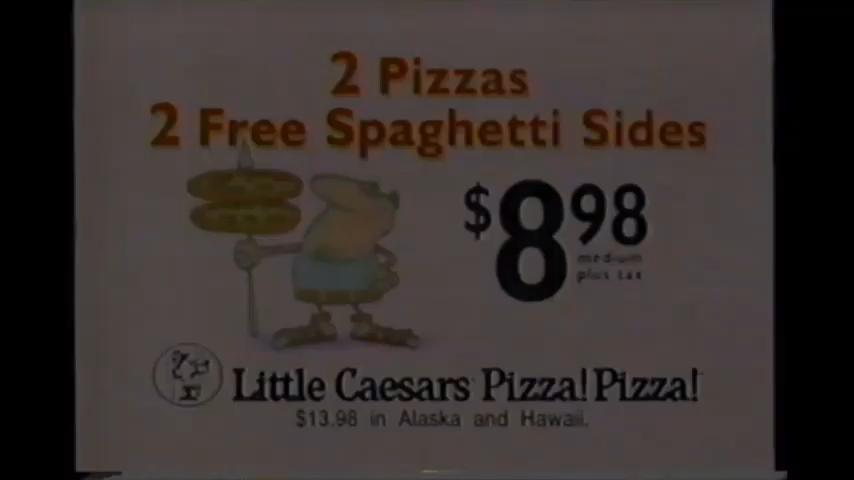 2 Pizzas
2 Free Spaghetti Sides
$8 98
medium
plus tax
Little Caesars Pizza! Pizza!
$13.98 in Alaska and Hawaii.